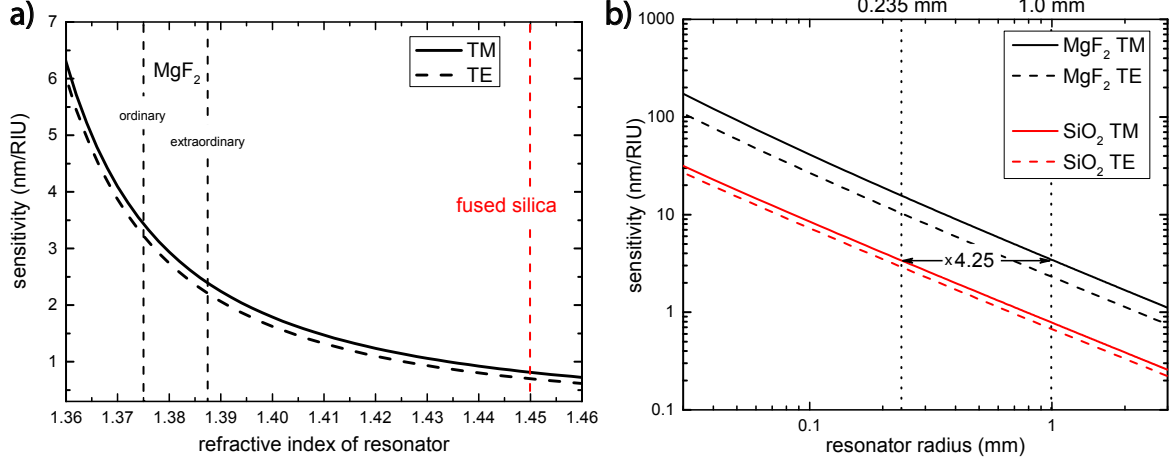 a)
sensitivity (nm/RIU)
7
6
5
4
3
2
1
TM
TE
MgF₂
ordinary
extraordinary
fused silica
1.36 1.37 1.38 1.39 1.40 1.41 1.42 1.43 1.44 1.45 1.46
refractive index of resonator
b)
0.235 mm 1.0 mm
sensitivity (nm/RIU)
1000
100
10
1
0.1
MgF₂ TM
MgF₂ TE
SiO₂ TM
SiO₂ TE
×4.25
0.1 1
resonator radius (mm)